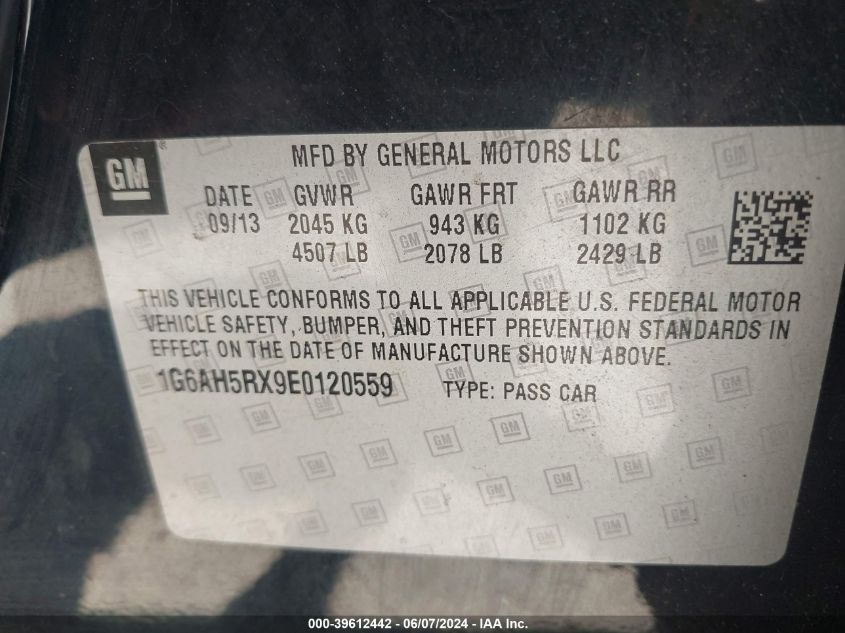 GM
MFD BY GENERAL MOTORS LLC
DATE GVWR GAWR FRT GAWR RR
09/13 2045 KG 943 KG 1102 KG
4507 LB 2078 LB 2429 LB
THIS VEHICLE CONFORMS TO ALL APPLICABLE U.S. FEDERAL MOTOR
VEHICLE SAFETY, BUMPER, AND THEFT PREVENTION STANDARDS IN
EFFECT ON THE DATE OF MANUFACTURE SHOWN ABOVE.
1G6AH5RX9E0120559 TYPE: PASS CAR
000-39612442 - 06/07/2024 - IAA Inc.